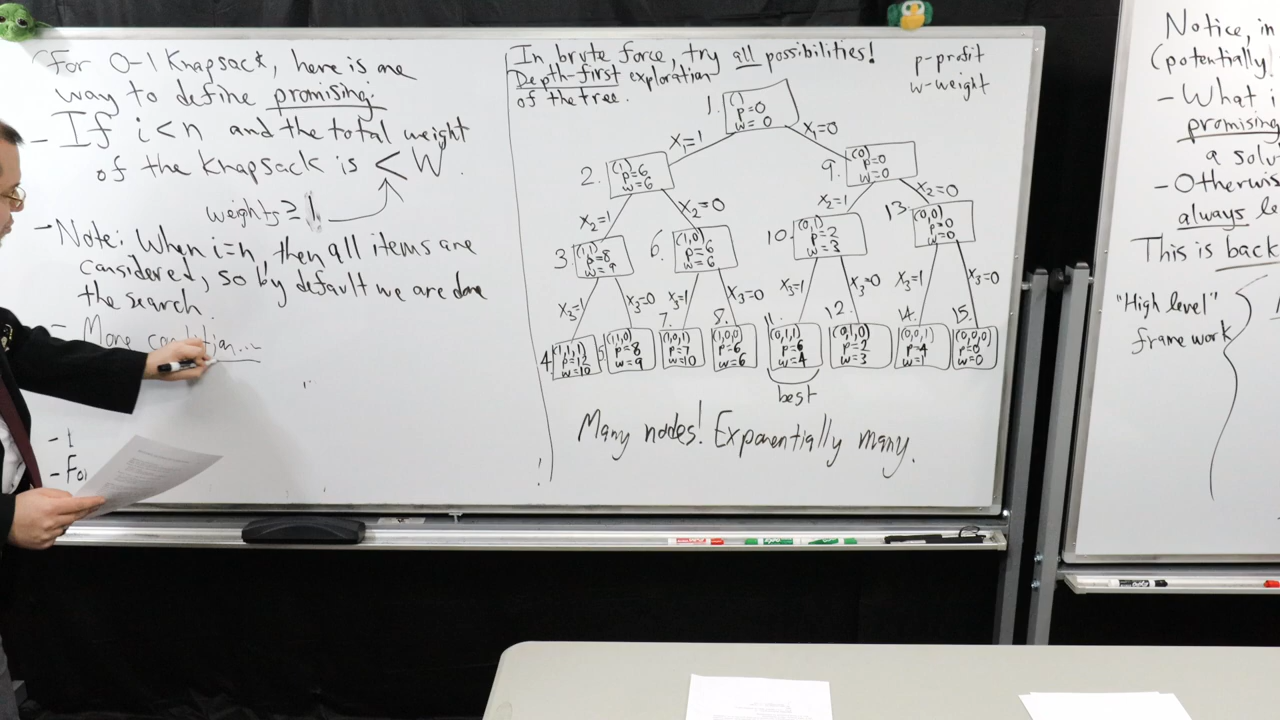 (For 0-1 Knapsack, here is one
way to define promising:
- If i<n and the total weight
of the knapsack is < W.
weights ≥ 1
- Note: When i=n, then all items are
considered, so by default we are done
the search.
- More condition...
- I
- For
In brute force, try all possibilities!
Depth-first exploration
of the tree.
p-profit
w-weight
1. () p=0 w=0
x₁=1
x₁=0
2. (1) p=6 w=6
9. (0) p=0 w=0
x₂=1
x₂=0
x₂=1
x₂=0
3. (1,1) p=8 w=9
6. (1,0) p=6 w=6
10. (0,1) p=2 w=3
13. (0,0) p=0 w=0
x₃=1
x₃=0
x₃=1
x₃=0
x₃=1
x₃=0
x₃=1
x₃=0
4. (1,1,1) p=12 w=10
5. (1,1,0) p=8 w=9
7. (1,0,1) p=7 w=10
8. (1,0,0) p=6 w=6
11. (0,1,1) p=6 w=4
12. (0,1,0) p=2 w=3
14. (0,0,1) p=4 w=1
15. (0,0,0) p=0 w=0
best
Many nodes! Exponentially many.
Notice, in
(potentially!
- What i
promising
a solu
- Otherwis
always le
This is back
"High level"
framework